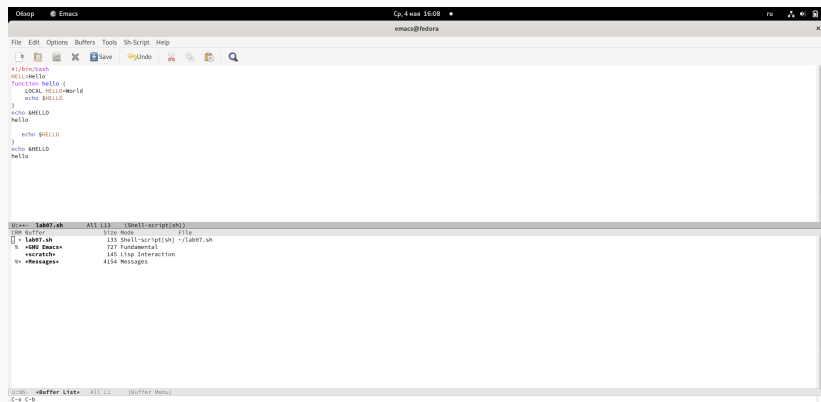 Обзор Emacs Ср, 4 мая 16:08 ru
emacs@fedora
File Edit Options Buffers Tools Sh-Script Help
Save Undo
#!/bin/bash
HELL=Hello
function hello {
LOCAL HELLO=World
echo $HELLO
}
echo &HELLO
hello
echo $HELLO
}
echo &HELLO
hello
U:**- lab07.sh All L13 (Shell-script[sh])
CRM Buffer Size Mode File
* lab07.sh 133 Shell-script[sh] ~/lab07.sh
% *GNU Emacs* 727 Fundamental
*scratch* 145 Lisp Interaction
%* *Messages* 4154 Messages
U:%%- *Buffer List* All L1 (Buffer Menu)
C-x C-b